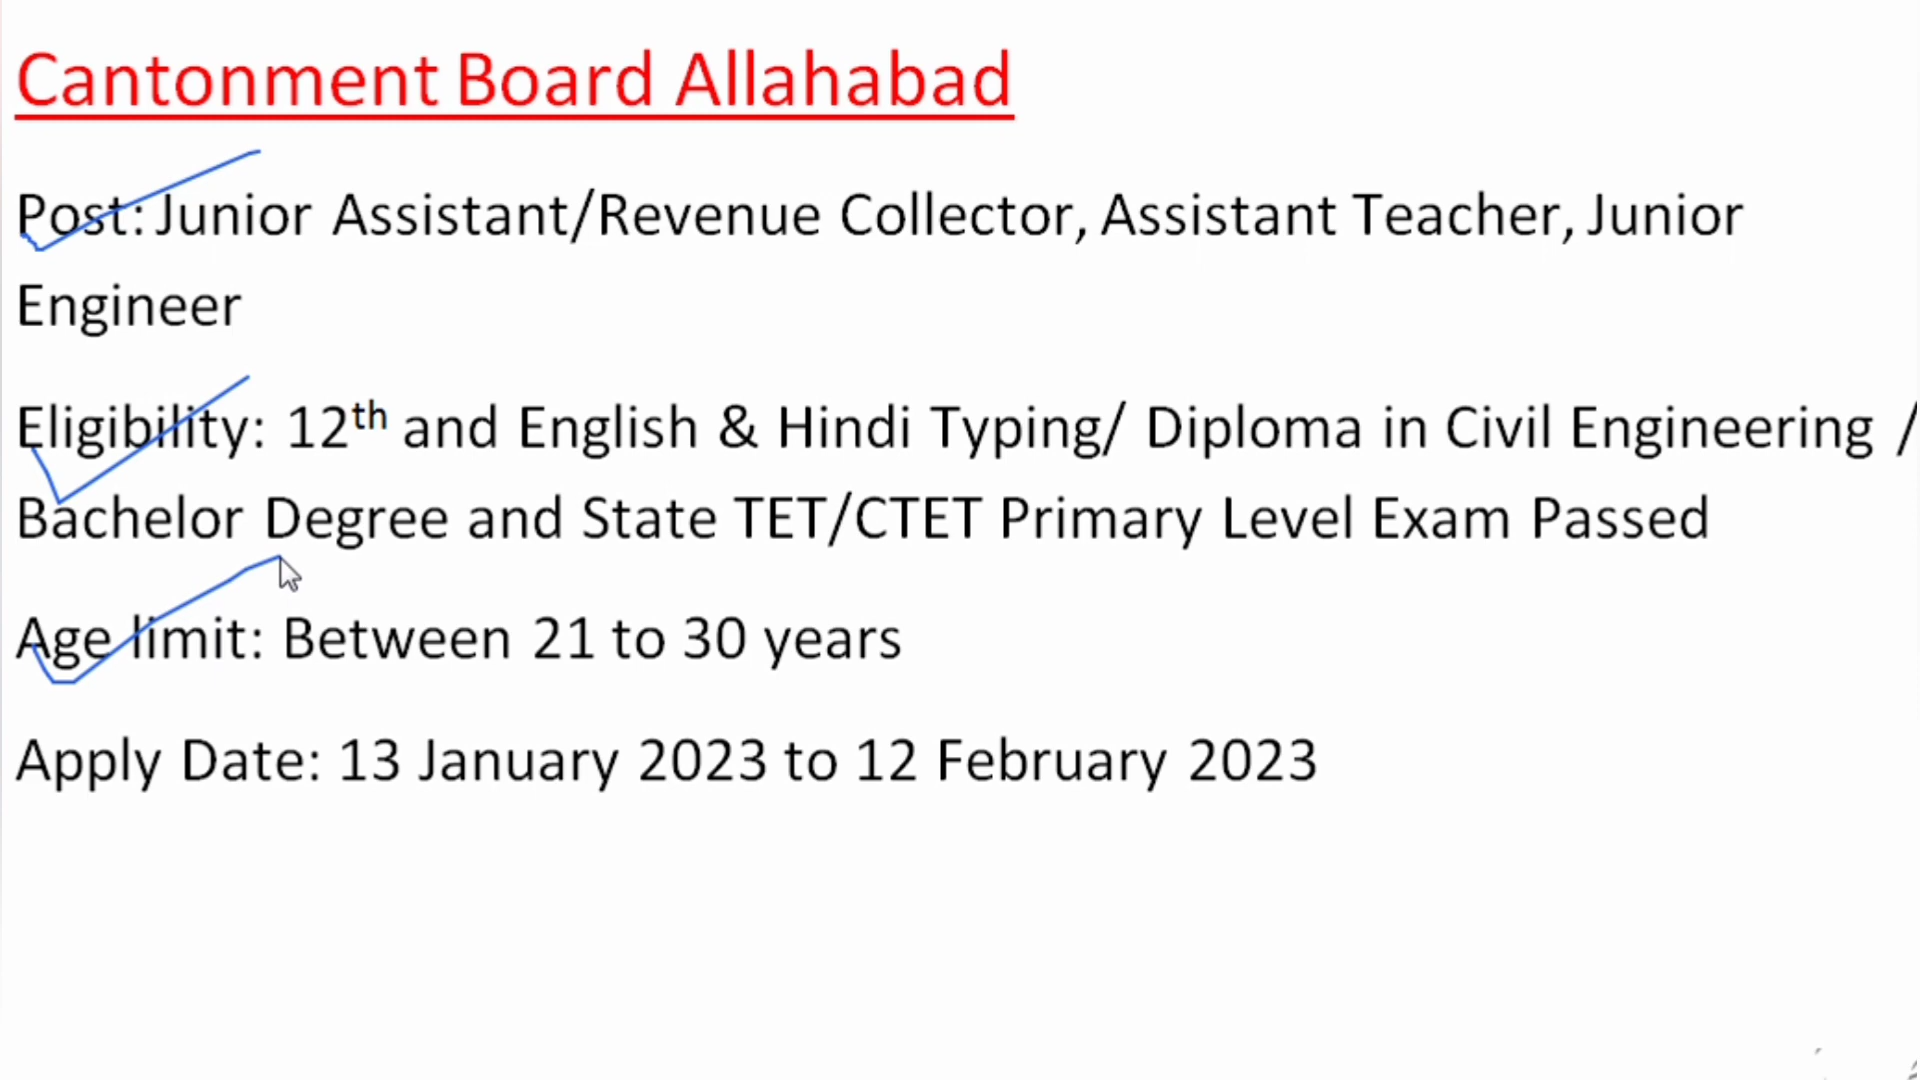 Cantonment Board Allahabad
Post: Junior Assistant/Revenue Collector, Assistant Teacher, Junior
Engineer
Eligibility: 12th and English & Hindi Typing/ Diploma in Civil Engineering /
Bachelor Degree and State TET/CTET Primary Level Exam Passed
Age limit: Between 21 to 30 years
Apply Date: 13 January 2023 to 12 February 2023